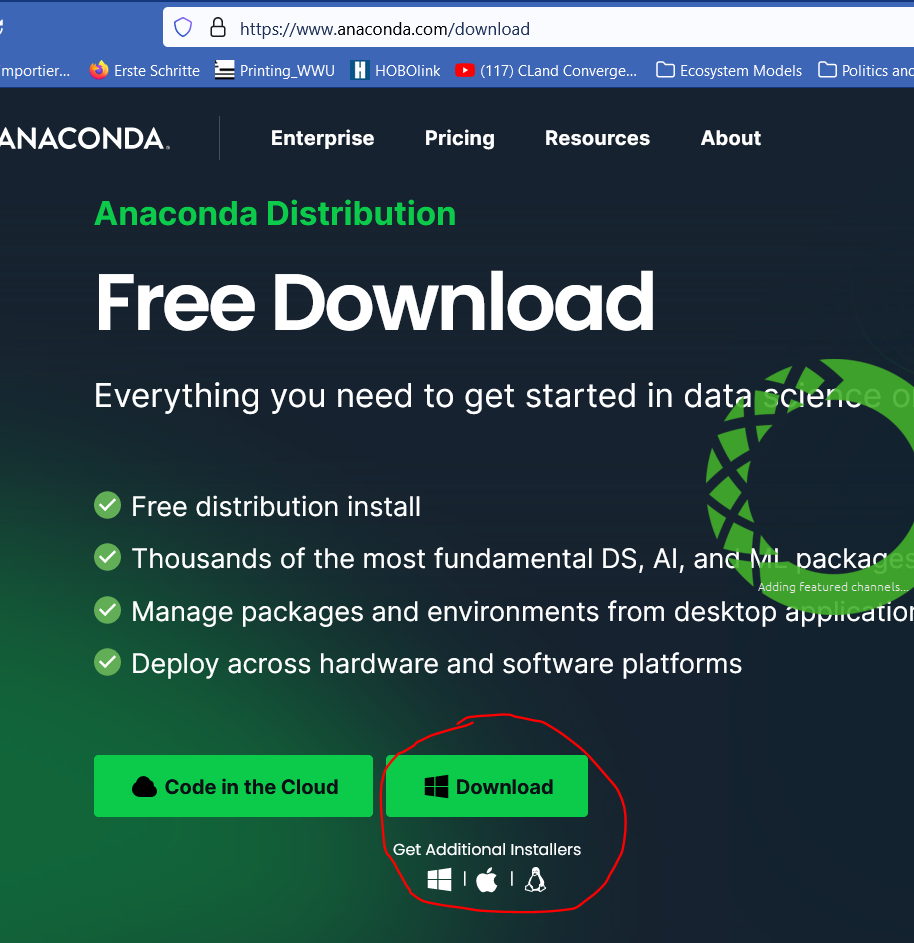 https://www.anaconda.com/download
mportier... Erste Schritte Printing_WWU HOBOlink (117) CLand Converge... Ecosystem Models Politics and
ANACONDA. Enterprise Pricing Resources About
Anaconda Distribution
Free Download
Everything you need to get started in data science o
Free distribution install
Thousands of the most fundamental DS, AI, and ML packages
Adding featured channels...
Manage packages and environments from desktop application
Deploy across hardware and software platforms
Code in the Cloud Download
Get Additional Installers